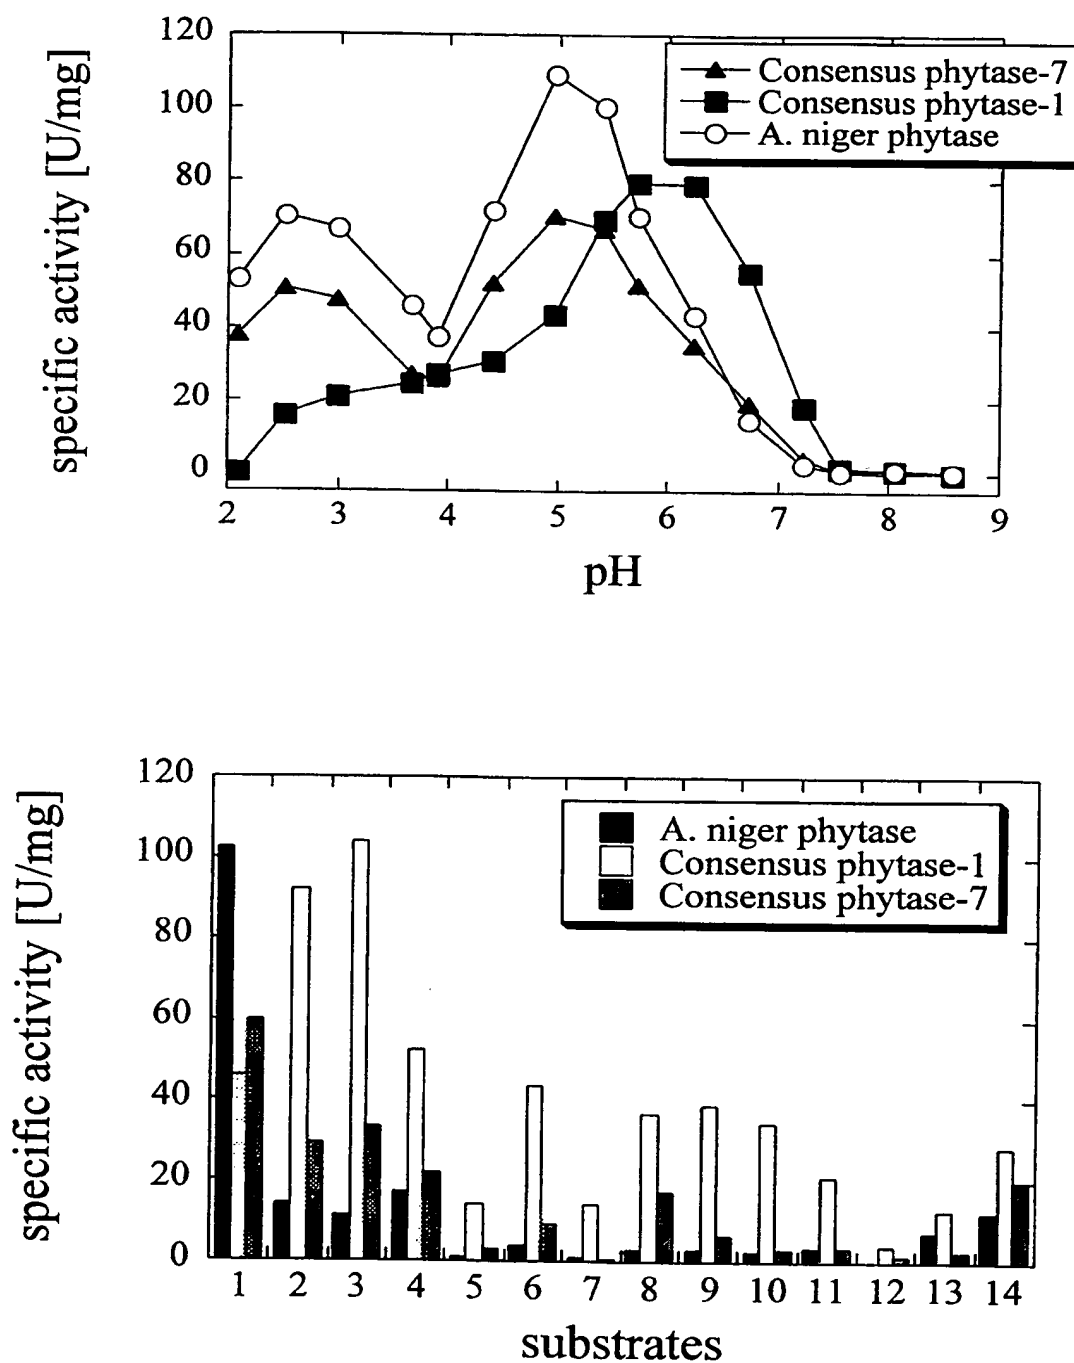 120
100
80
60
40
20
0
specific activity [U/mg]
Consensus phytase-7
Consensus phytase-1
A. niger phytase
2 3 4 5 6 7 8 9
pH
120
100
80
60
40
20
0
specific activity [U/mg]
A. niger phytase
Consensus phytase-1
Consensus phytase-7
1 2 3 4 5 6 7 8 9 10 11 12 13 14
substrates